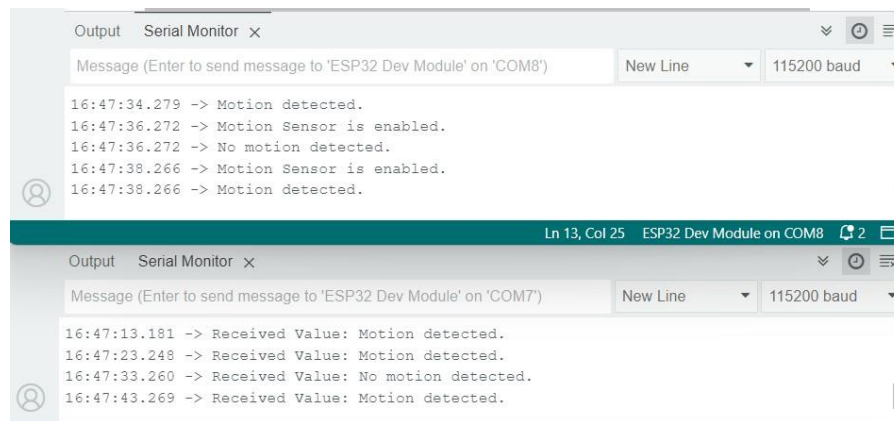 Output Serial Monitor
Message (Enter to send message to 'ESP32 Dev Module' on 'COM8') New Line 115200 baud
16:47:34.279 -> Motion detected.
16:47:36.272 -> Motion Sensor is enabled.
16:47:36.272 -> No motion detected.
16:47:38.266 -> Motion Sensor is enabled.
16:47:38.266 -> Motion detected.
Ln 13, Col 25 ESP32 Dev Module on COM8 2
Output Serial Monitor
Message (Enter to send message to 'ESP32 Dev Module' on 'COM7') New Line 115200 baud
16:47:13.181 -> Received Value: Motion detected.
16:47:23.248 -> Received Value: Motion detected.
16:47:33.260 -> Received Value: No motion detected.
16:47:43.269 -> Received Value: Motion detected.